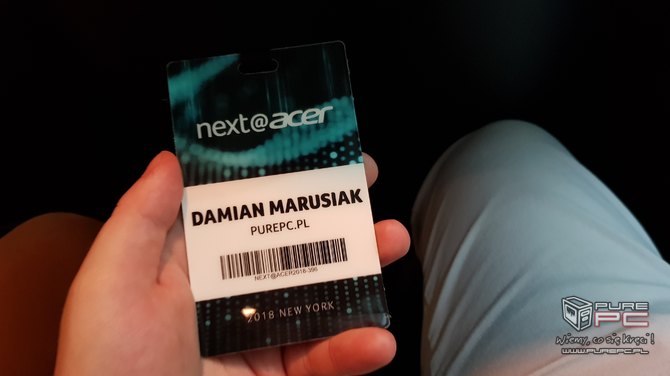 next@acer
DAMIAN MARUSIAK
PUREPC.PL
NEXT@ACER2018-396
2018 NEW YORK
PURE
PC
Wiemy, co się kręci!
WWW.PUREPC.PL